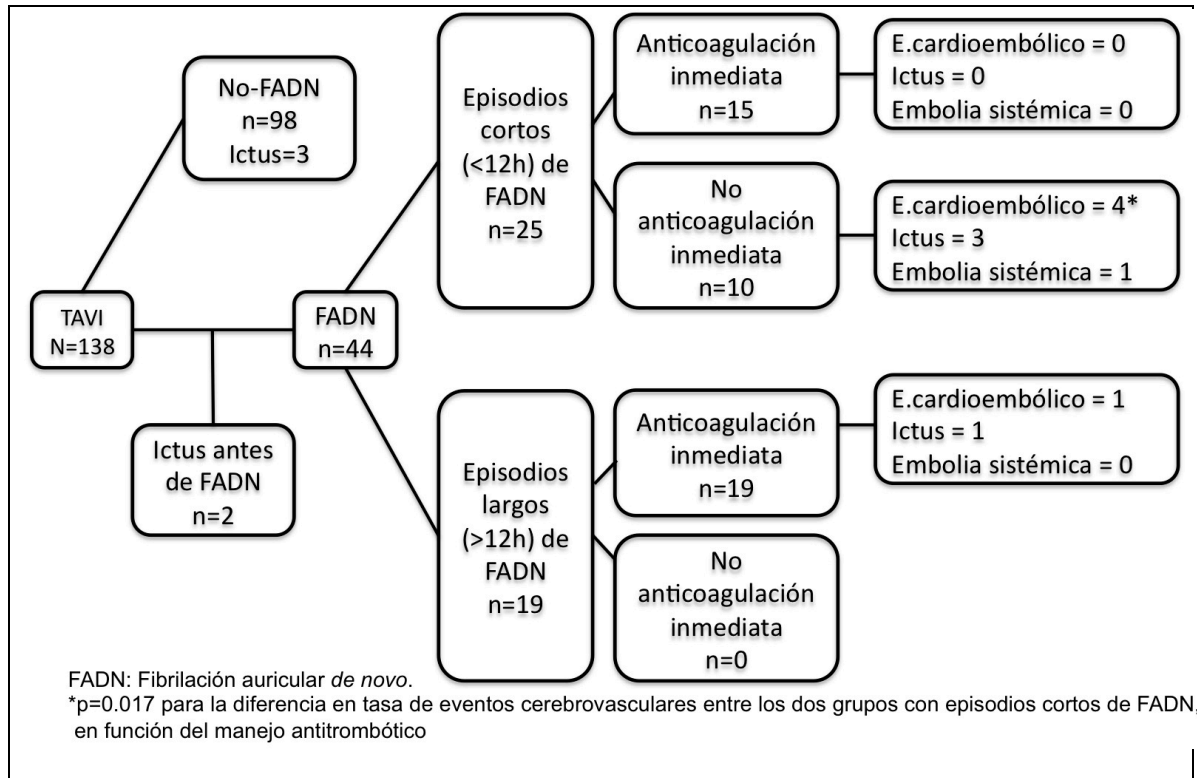 TAVI
N=138
No-FADN
n=98
Ictus=3
Ictus antes
de FADN
n=2
FADN
n=44
Episodios
cortos
(<12h) de
FADN
n=25
Anticoagulación
inmediata
n=15
E.cardioembólico = 0
Ictus = 0
Embolia sistémica = 0
No
anticoagulación
inmediata
n=10
E.cardioembólico = 4*
Ictus = 3
Embolia sistémica = 1
Episodios
largos
(>12h) de
FADN
n=19
Anticoagulación
inmediata
n=19
E.cardioembólico = 1
Ictus = 1
Embolia sistémica = 0
No
anticoagulación
inmediata
n=0
FADN: Fibrilación auricular de novo.
*p=0.017 para la diferencia en tasa de eventos cerebrovasculares entre los dos grupos con episodios cortos de FADN,
en función del manejo antitrombótico